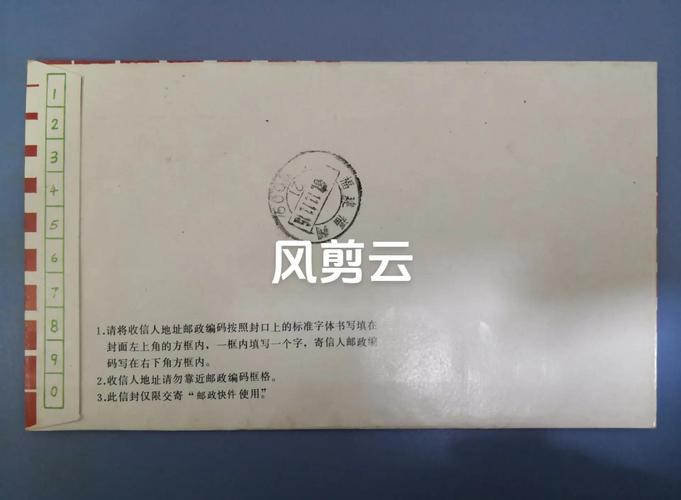 1
2
3
4
5
6
7
8
9
0
福建福州
风剪云
1.请将收信人地址邮政编码按照封口上的标准字体书写填在
封面左上角的方框内，一框内填写一个字，寄信人邮政编
码写在右下角方框内。
2.收信人地址请勿靠近邮政编码框格。
3.此信封仅限交寄“邮政快件使用”。